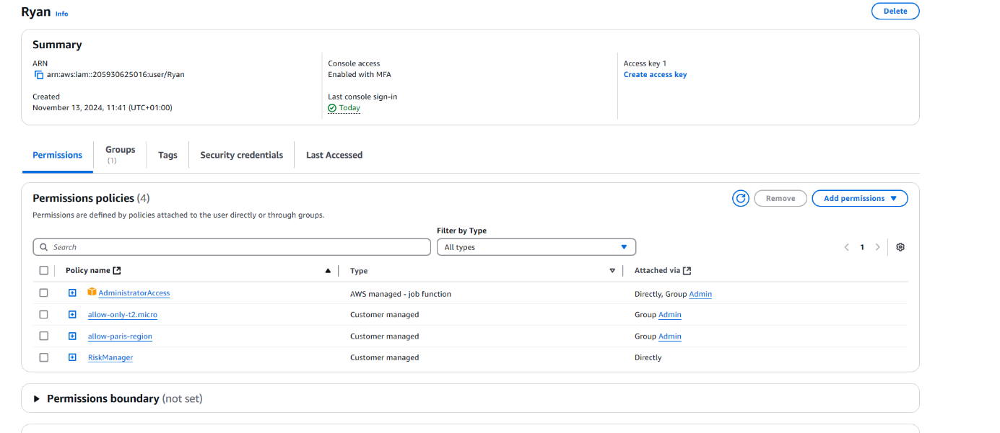 Ryan Info
Delete
Summary
ARN
arn:aws:iam::205930625016:user/Ryan
Created
November 13, 2024, 11:41 (UTC+01:00)
Console access
Enabled with MFA
Last console sign-in
Today
Access key 1
Create access key
Permissions
Groups
(1)
Tags
Security credentials
Last Accessed
Permissions policies (4)
Remove
Add permissions
Permissions are defined by policies attached to the user directly or through groups.
Filter by Type
Search
All types
1
Policy name Type Attached via
AdministratorAccess AWS managed - job function Directly, Group Admin
allow-only-t2.micro Customer managed Group Admin
allow-paris-region Customer managed Group Admin
RiskManager Customer managed Directly
Permissions boundary (not set)